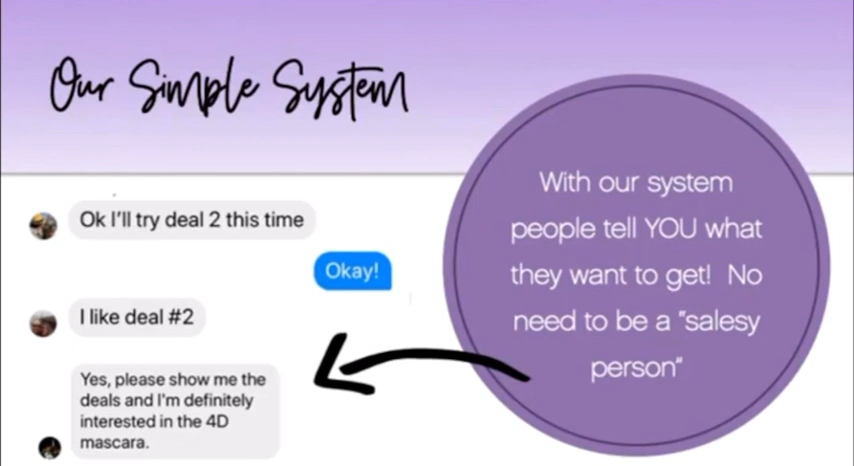 Our Simple System
Ok I'll try deal 2 this time
Okay!
I like deal #2
Yes, please show me the
deals and I'm definitely
interested in the 4D
mascara.
With our system
people tell YOU what
they want to get!  No
need to be a "salesy
person"